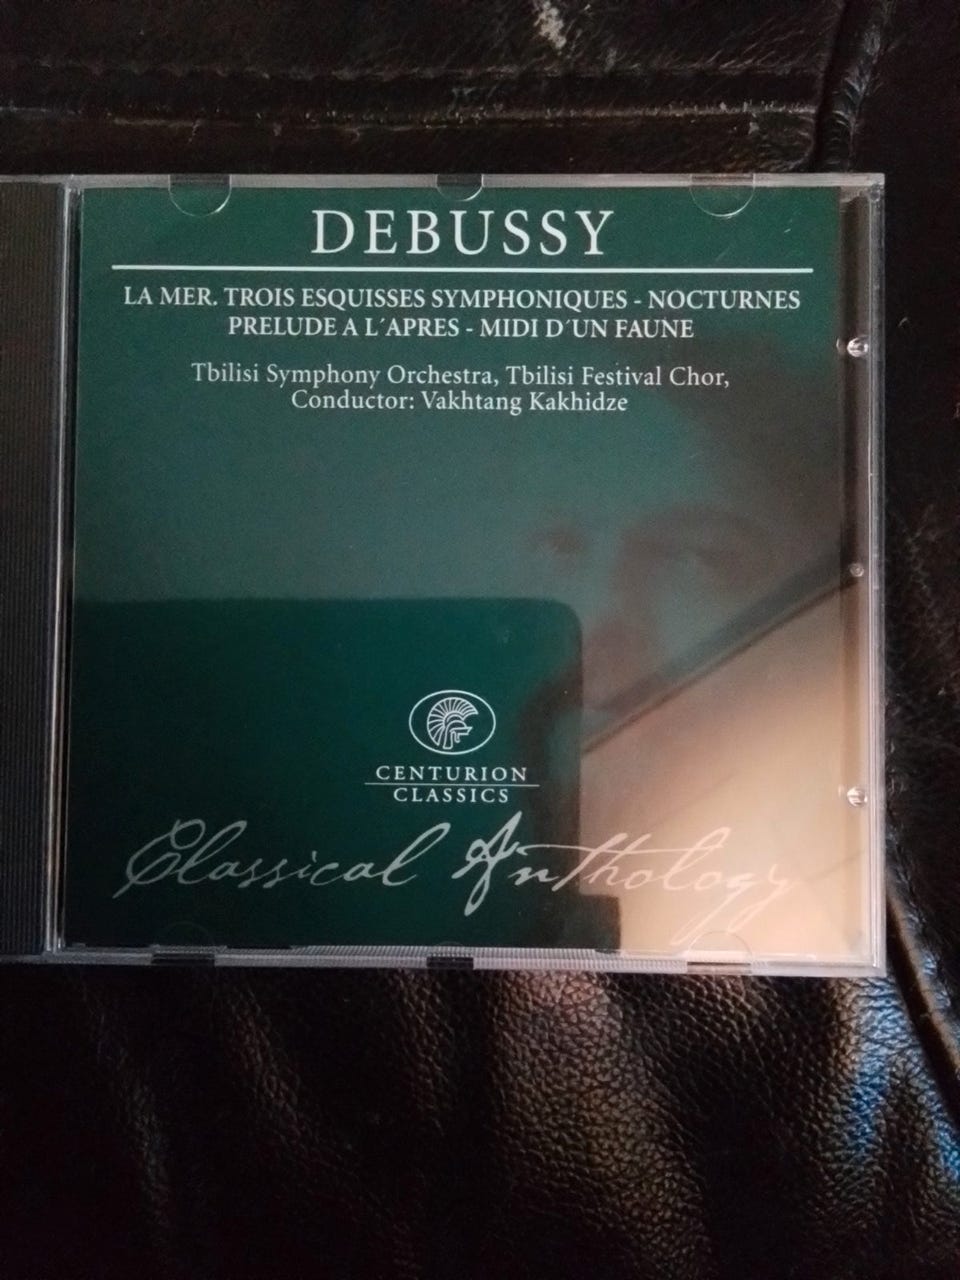 DEBUSSY
LA MER. TROIS ESQUISSES SYMPHONIQUES - NOCTURNES
PRELUDE A L´APRES - MIDI D´UN FAUNE
Tbilisi Symphony Orchestra, Tbilisi Festival Chor,
Conductor: Vakhtang Kakhidze
CENTURION
CLASSICS
Classical Anthology